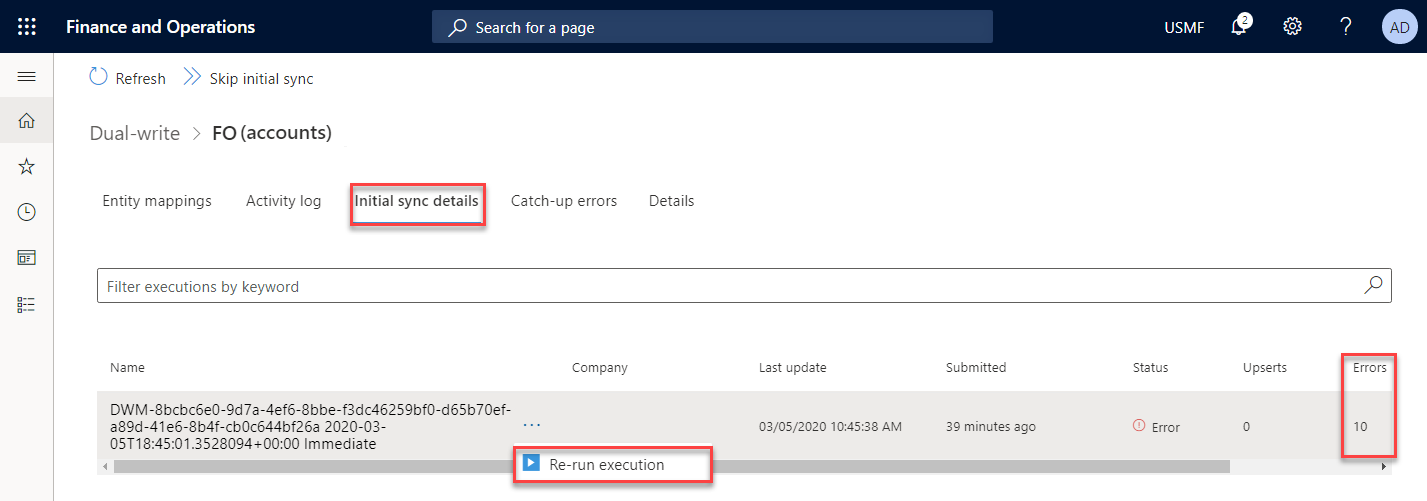 Finance and Operations
Search for a page
USMF
2
?
AD
Refresh
Skip initial sync
Dual-write > FO (accounts)
Entity mappings
Activity log
Initial sync details
Catch-up errors
Details
Filter executions by keyword
Name
Company
Last update
Submitted
Status
Upserts
Errors
DWM-8bcbc6e0-9d7a-4ef6-8bbe-f3dc46259bf0-d65b70ef-
a89d-41e6-8b4f-cb0c644bf26a 2020-03-
05T18:45:01.3528094+00:00 Immediate
...
03/05/2020 10:45:38 AM
39 minutes ago
Error
0
10
Re-run execution